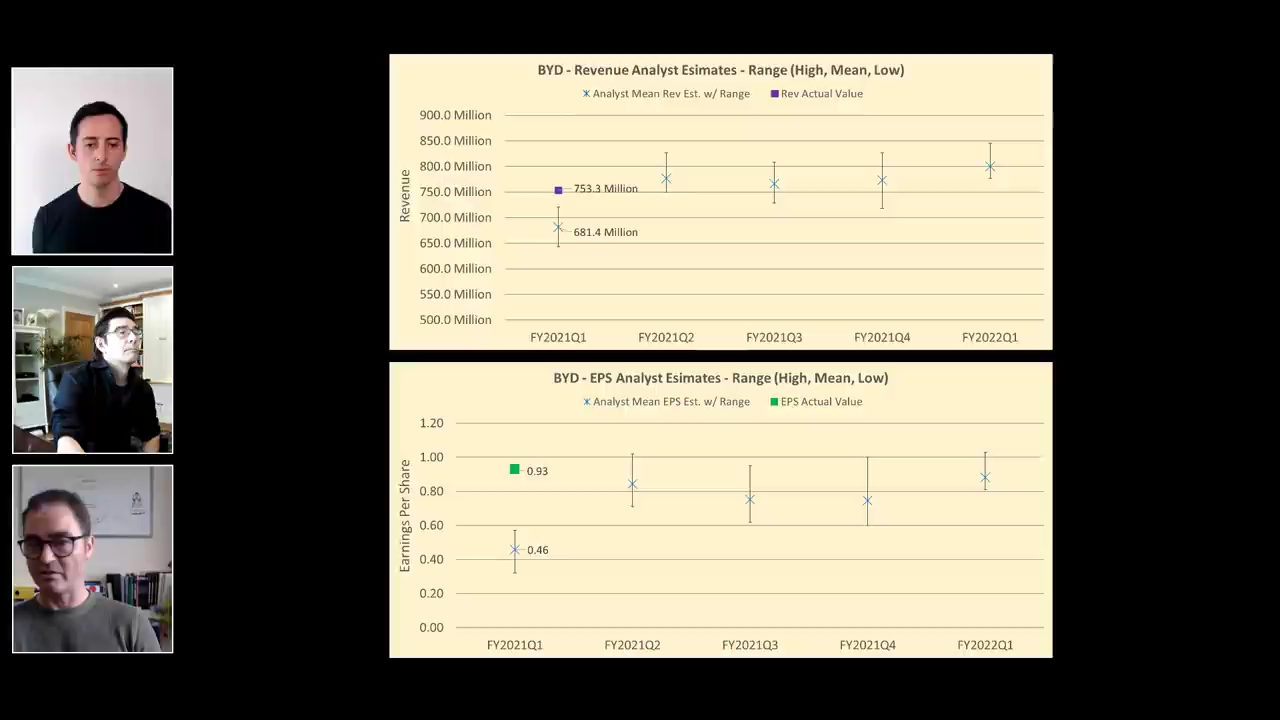 BYD - Revenue Analyst Esimates - Range (High, Mean, Low)
Analyst Mean Rev Est. w/ Range
Rev Actual Value
Revenue
900.0 Million
850.0 Million
800.0 Million
750.0 Million
700.0 Million
650.0 Million
600.0 Million
550.0 Million
500.0 Million
753.3 Million
681.4 Million
FY2021Q1 FY2021Q2 FY2021Q3 FY2021Q4 FY2022Q1
BYD - EPS Analyst Esimates - Range (High, Mean, Low)
Analyst Mean EPS Est. w/ Range
EPS Actual Value
Earnings Per Share
1.20
1.00
0.80
0.60
0.40
0.20
0.00
0.93
0.46
FY2021Q1 FY2021Q2 FY2021Q3 FY2021Q4 FY2022Q1